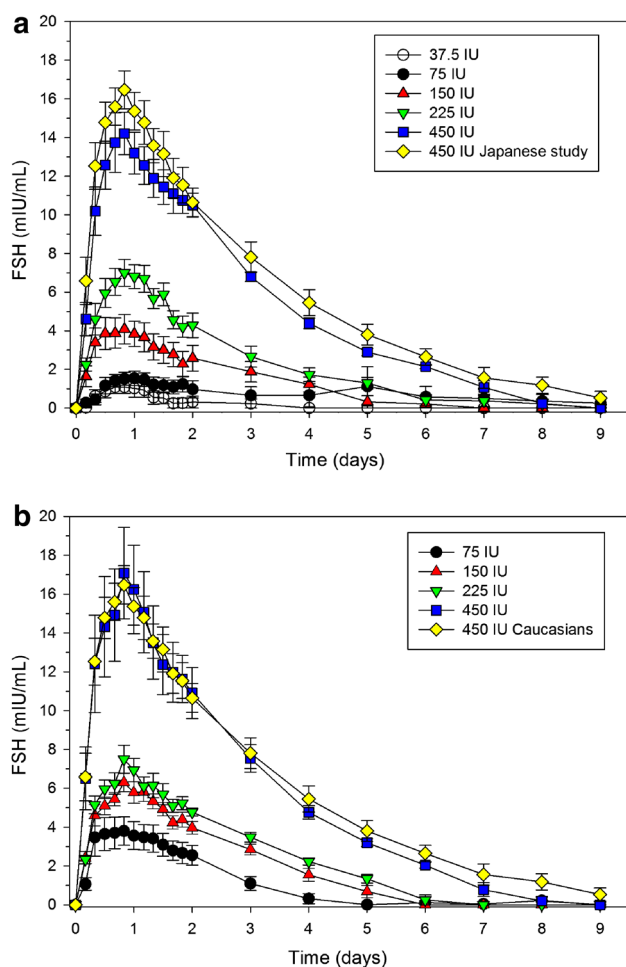 a
20
18
16
14
12
10
8
6
4
2
0
FSH (mIU/mL)
37.5 IU
75 IU
150 IU
225 IU
450 IU
450 IU Japanese study
0 1 2 3 4 5 6 7 8 9
Time (days)
b
20
18
16
14
12
10
8
6
4
2
0
FSH (mIU/mL)
75 IU
150 IU
225 IU
450 IU
450 IU Caucasians
0 1 2 3 4 5 6 7 8 9
Time (days)